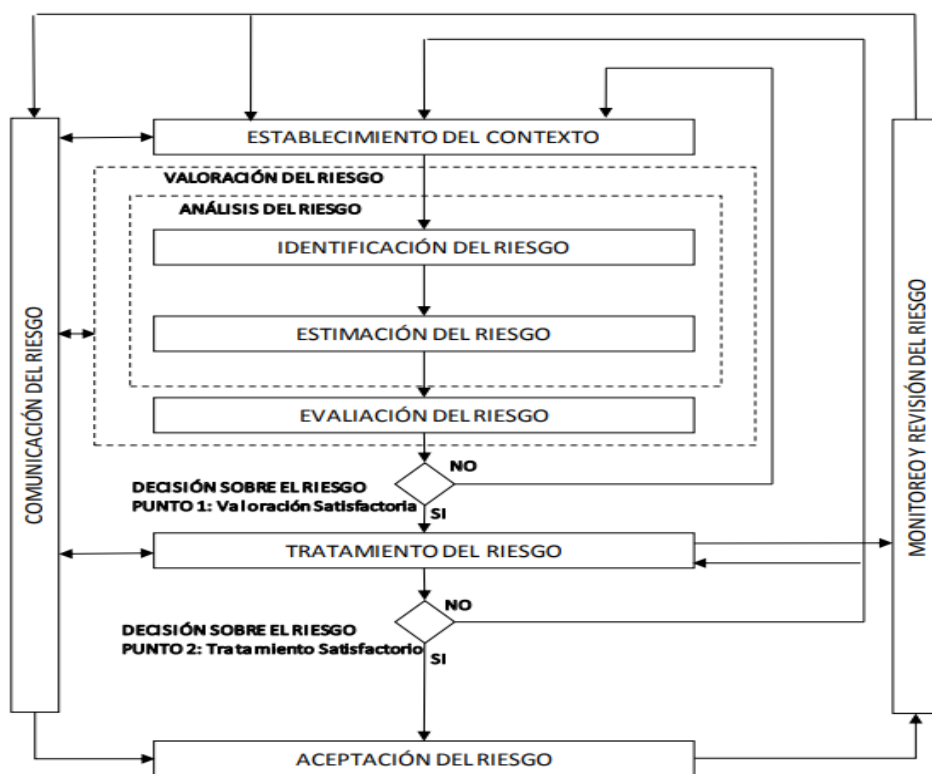 ESTABLECIMIENTO DEL CONTEXTO
VALORACIÓN DEL RIESGO
ANÁLISIS DEL RIESGO
IDENTIFICACIÓN DEL RIESGO
ESTIMACIÓN DEL RIESGO
EVALIACIÓN DEL RIESGO
NO
DECISIÓN SOBRE EL RIESGO
PUNTO 1: Valoración Satisfactoria
SI
TRATAMIENTO DEL RIESGO
NO
DECISIÓN SOBRE EL RIESGO
PUNTO 2: Tratamiento Satisfactorio
SI
ACEPTACIÓN DEL RIESGO
COMUNICACIÓN DEL RIESGO
MONITOREO Y REVISIÓN DEL RIESGO